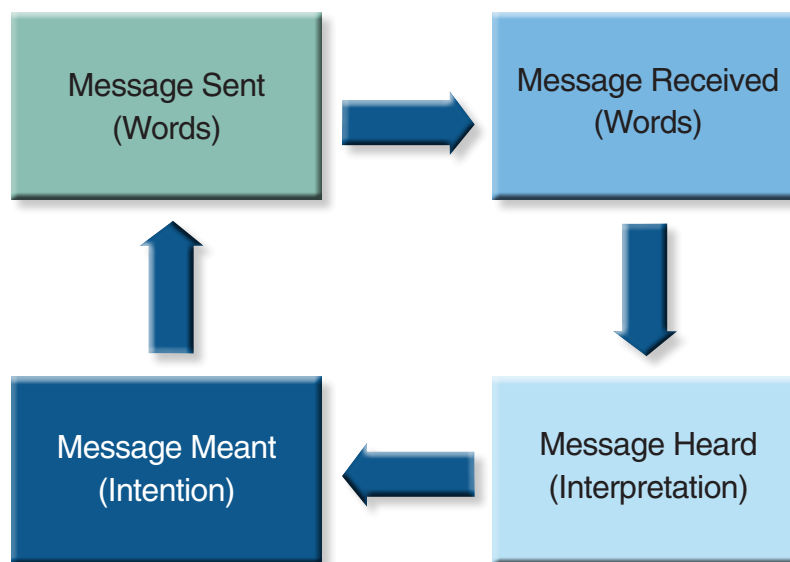 Message Sent
(Words)
Message Received
(Words)
Message Meant
(Intention)
Message Heard
(Interpretation)